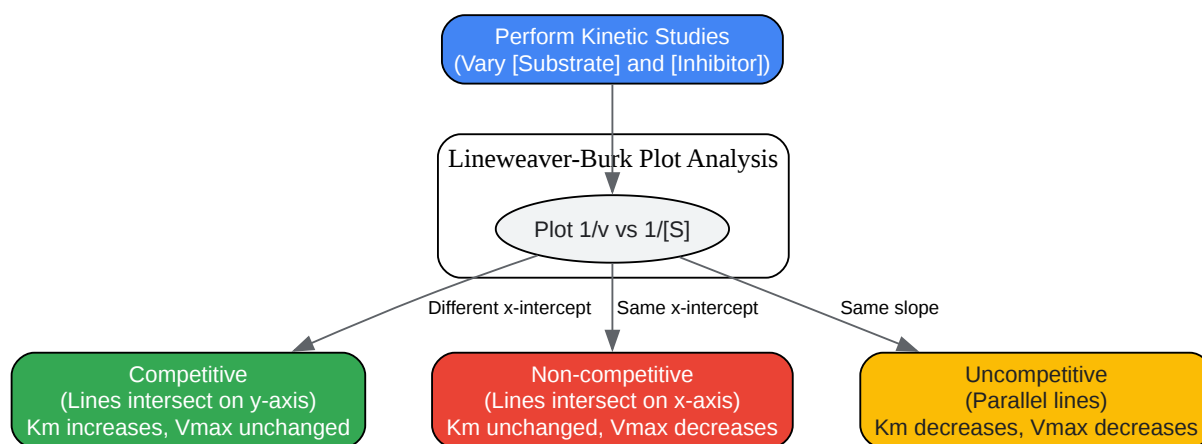 Perform Kinetic Studies
(Vary [Substrate] and [Inhibitor])
Lineweaver-Burk Plot Analysis
Plot 1/v vs 1/[S]
Different x-intercept
Same x-intercept
Same slope
Competitive
(Lines intersect on y-axis)
Km increases, Vmax unchanged
Non-competitive
(Lines intersect on x-axis)
Km unchanged, Vmax decreases
Uncompetitive
(Parallel lines)
Km decreases, Vmax decreases